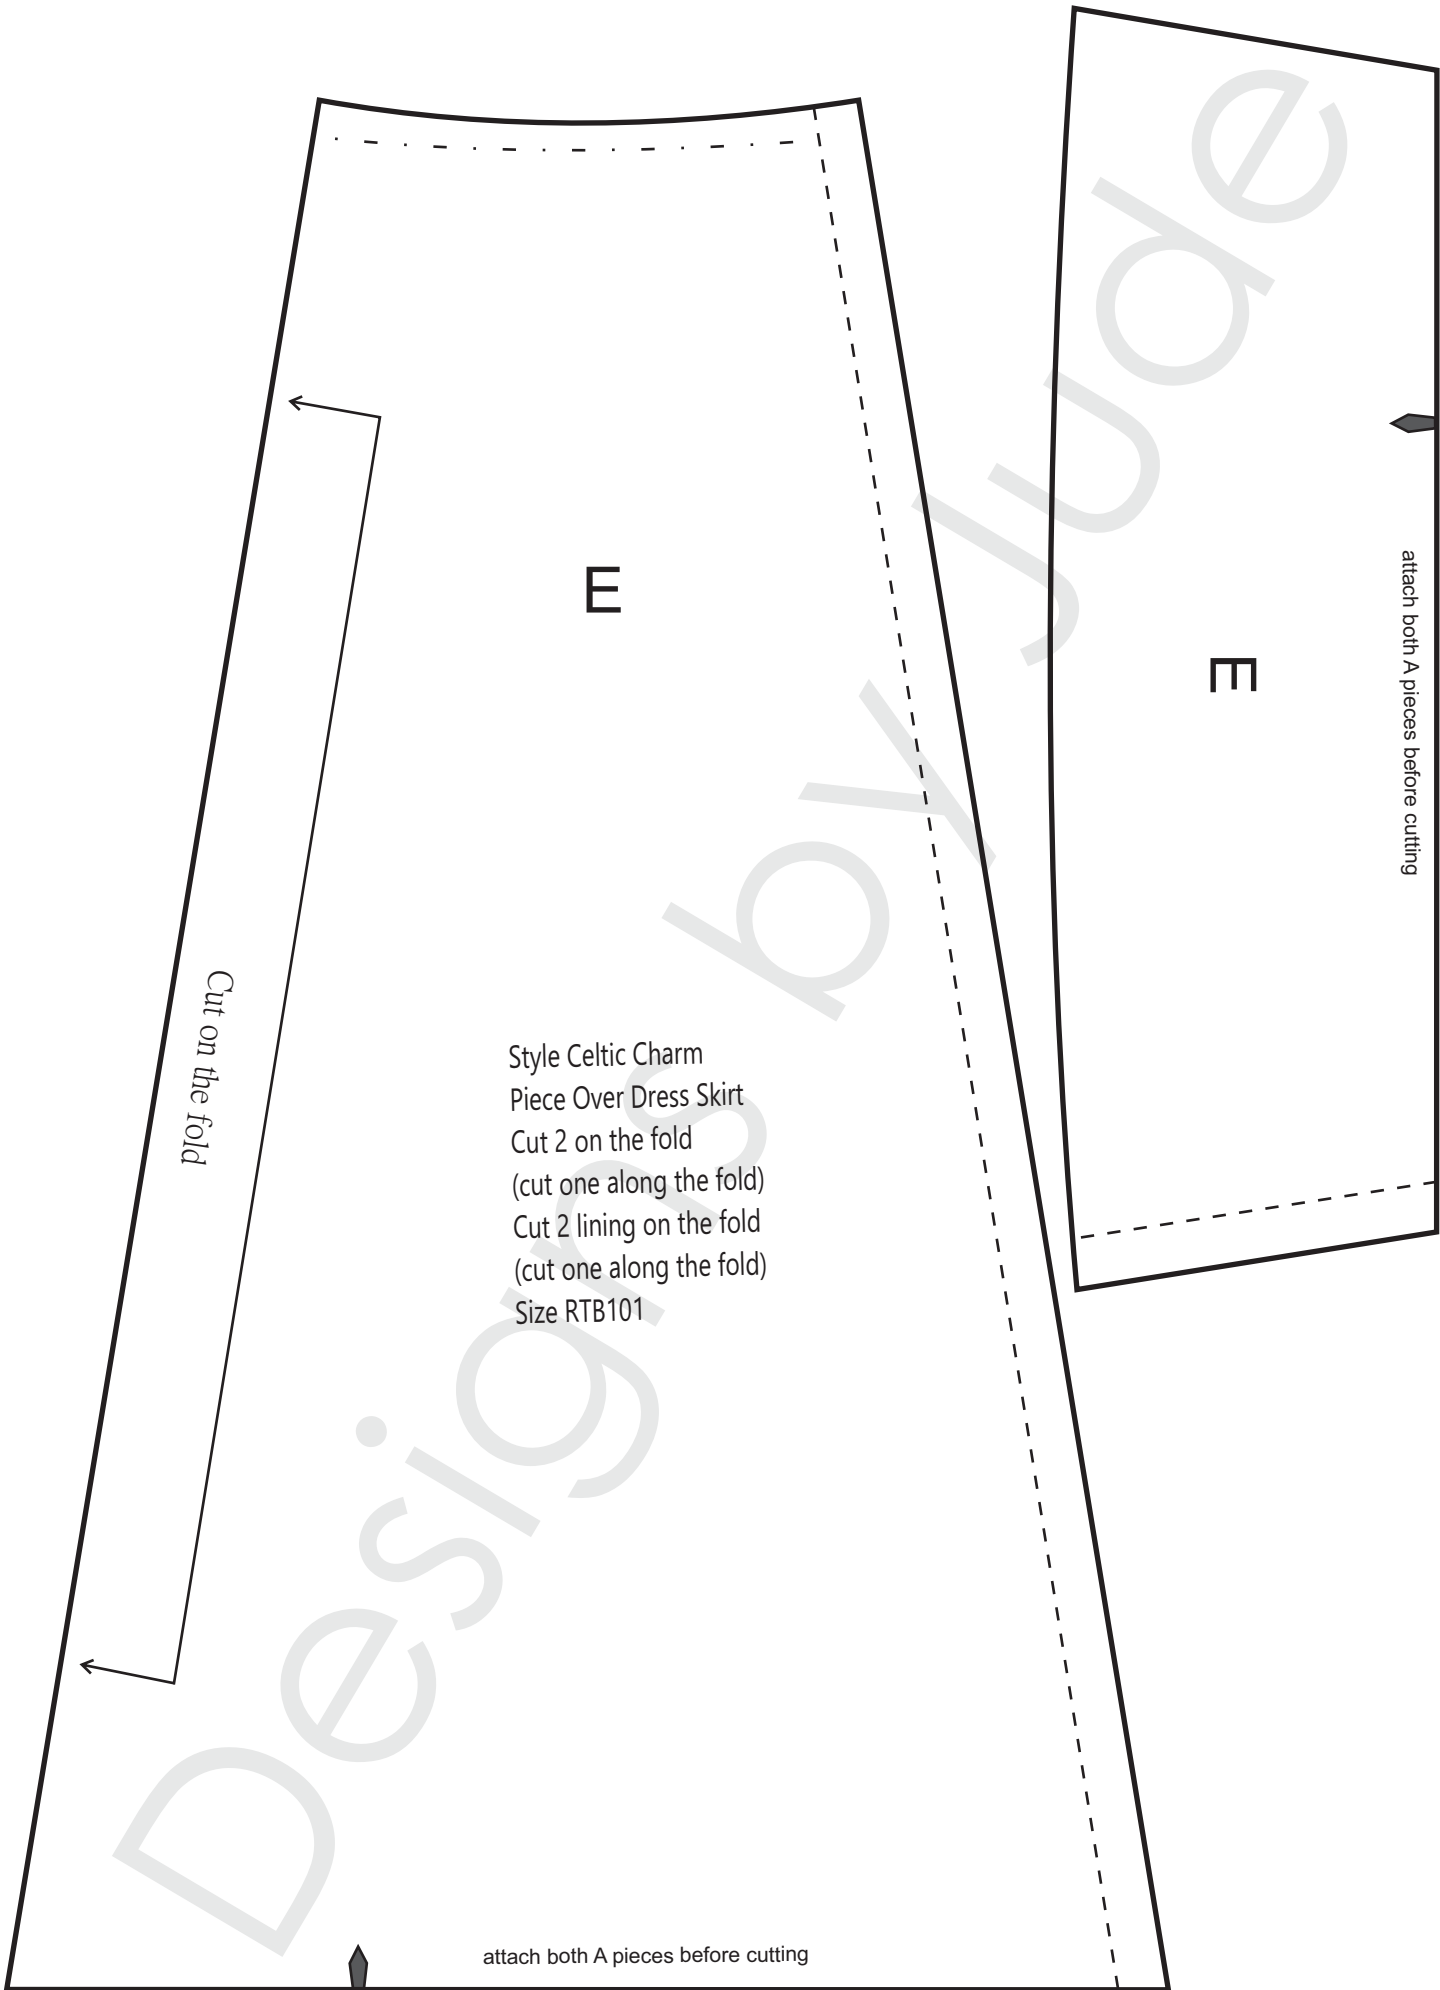 E
Cut on the fold
Style Celtic Charm
Piece Over Dress Skirt
Cut 2 on the fold
(cut one along the fold)
Cut 2 lining on the fold
(cut one along the fold)
Size RTB101
attach both A pieces before cutting
E
attach both A pieces before cutting
Designs by Jude